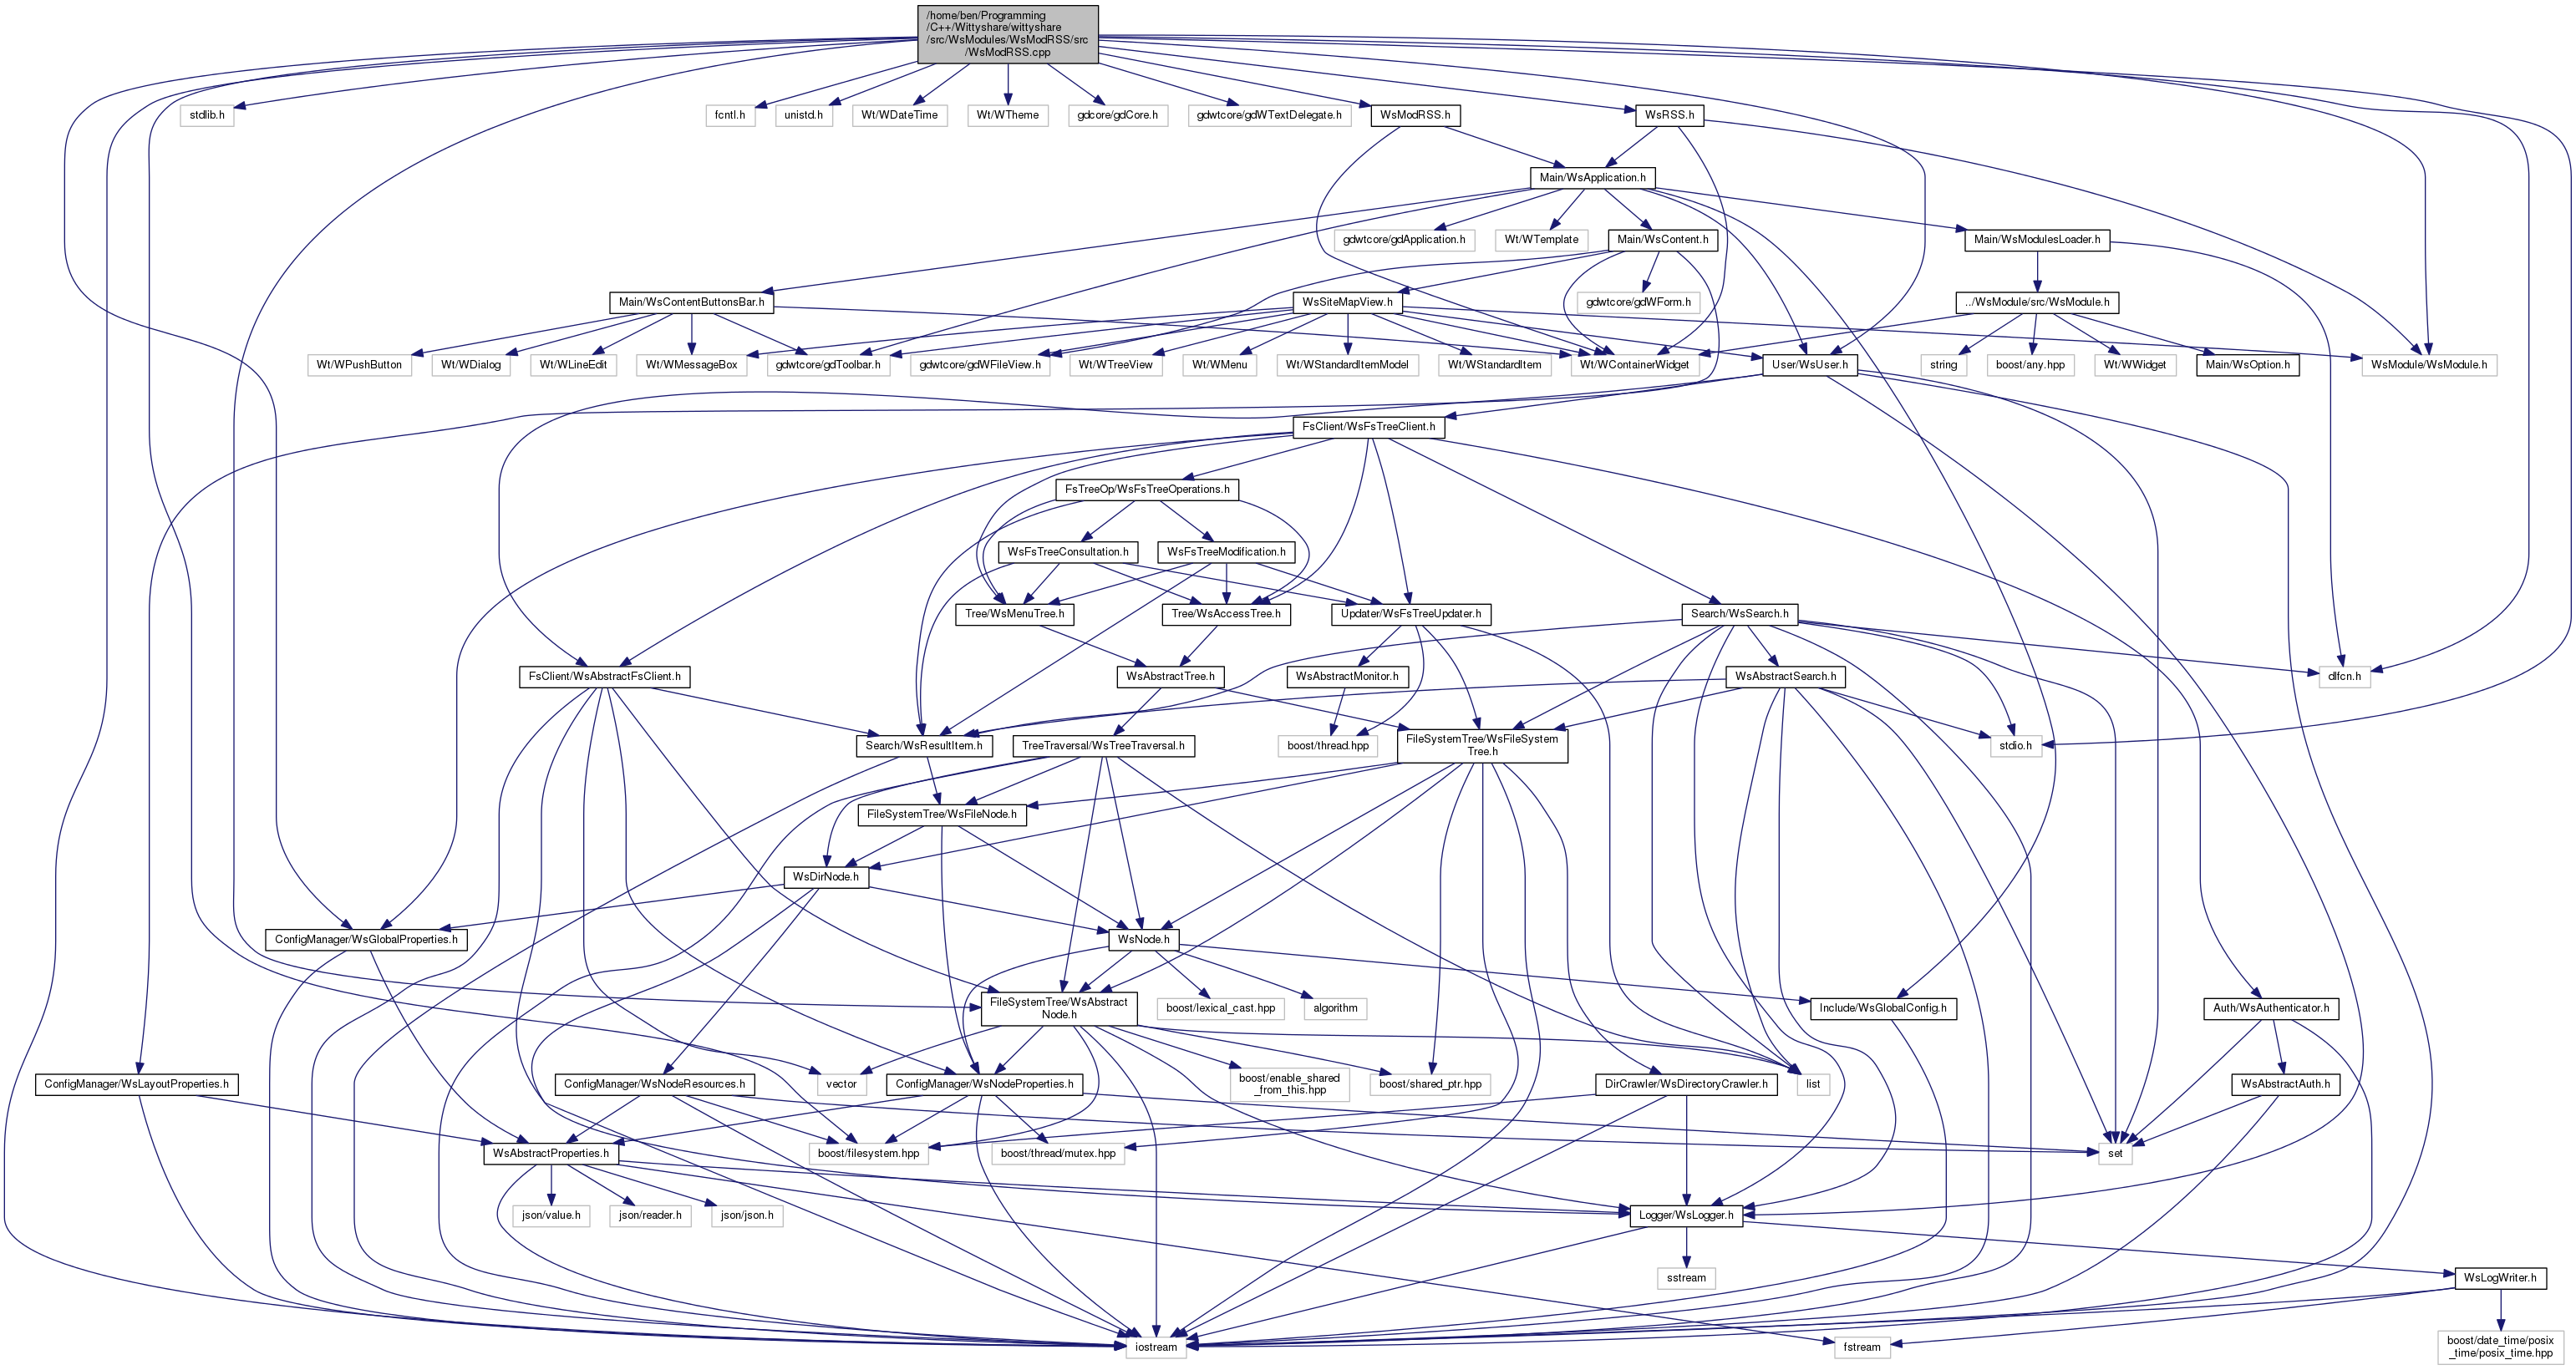 /home/ben/Programming
/C++/Wittyshare/wittyshare
/src/WsModules/WsModRSS/src
/WsModRSS.cpp
stdlib.h
fcntl.h
unistd.h
Wt/WDateTime
Wt/WTheme
gdcore/gdCore.h
gdwtcore/gdWTextDelegate.h
WsModRSS.h
WsRSS.h
Main/WsApplication.h
gdwtcore/gdApplication.h
Wt/WTemplate
Main/WsContent.h
Main/WsModulesLoader.h
Main/WsContentButtonsBar.h
WsSiteMapView.h
gdwtcore/gdWForm.h
../WsModule/src/WsModule.h
Wt/WPushButton
Wt/WDialog
Wt/WLineEdit
Wt/WMessageBox
gdwtcore/gdToolbar.h
gdwtcore/gdWFileView.h
Wt/WTreeView
Wt/WMenu
Wt/WStandardItemModel
Wt/WStandardItem
Wt/WContainerWidget
User/WsUser.h
string
boost/any.hpp
Wt/WWidget
Main/WsOption.h
WsModule/WsModule.h
FsClient/WsFsTreeClient.h
FsTreeOp/WsFsTreeOperations.h
WsFsTreeConsultation.h
WsFsTreeModification.h
Tree/WsMenuTree.h
Tree/WsAccessTree.h
Updater/WsFsTreeUpdater.h
Search/WsSearch.h
FsClient/WsAbstractFsClient.h
WsAbstractTree.h
WsAbstractMonitor.h
WsAbstractSearch.h
dlfcn.h
Search/WsResultItem.h
TreeTraversal/WsTreeTraversal.h
boost/thread.hpp
FileSystemTree/WsFileSystem
Tree.h
stdio.h
FileSystemTree/WsFileNode.h
WsDirNode.h
ConfigManager/WsGlobalProperties.h
WsNode.h
FileSystemTree/WsAbstract
Node.h
boost/lexical_cast.hpp
algorithm
Include/WsGlobalConfig.h
Auth/WsAuthenticator.h
ConfigManager/WsLayoutProperties.h
ConfigManager/WsNodeResources.h
vector
ConfigManager/WsNodeProperties.h
boost/enable_shared
_from_this.hpp
boost/shared_ptr.hpp
DirCrawler/WsDirectoryCrawler.h
list
WsAbstractAuth.h
WsAbstractProperties.h
boost/filesystem.hpp
boost/thread/mutex.hpp
set
json/value.h
json/reader.h
json/json.h
Logger/WsLogger.h
sstream
WsLogWriter.h
iostream
fstream
boost/date_time/posix
_time/posix_time.hpp